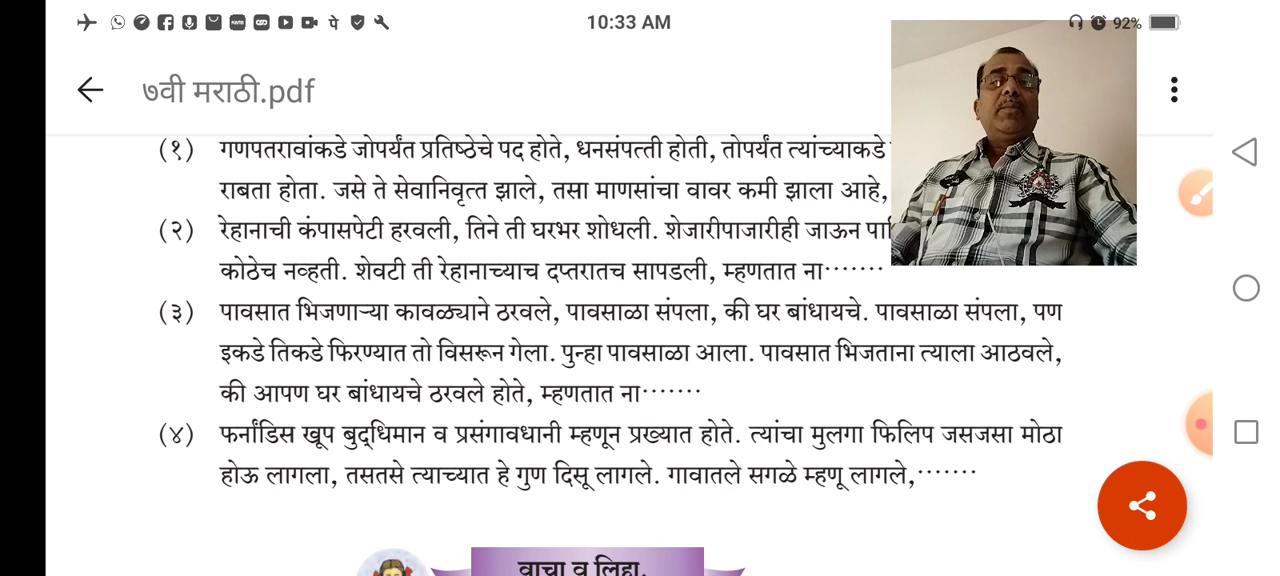 10:33 AM
92%
७वी मराठी.pdf
(१) गणपतरावांकडे जोपर्यंत प्रतिष्ठेचे पद होते, धनसंपत्ती होती, तोपर्यंत त्यांच्याकडे
राबता होता. जसे ते सेवानिवृत्त झाले, तसा माणसांचा वावर कमी झाला आहे,
(२) रेहानाची कंपासपेटी हरवली, तिने ती घरभर शोधली. शेजारीपाजारीही जाऊन
कोठेच नव्हती. शेवटी ती रेहानाच्याच दप्तरातच सापडली, म्हणतात ना·······
(३) पावसात भिजणाऱ्या कावळ्याने ठरवले, पावसाळा संपला, की घर बांधायचे. पावसाळा संपला, पण
इकडे तिकडे फिरण्यात तो विसरून गेला. पुन्हा पावसाळा आला. पावसात भिजताना त्याला आठवले,
की आपण घर बांधायचे ठरवले होते, म्हणतात ना·······
(४) फर्नांडिस खूप बुद्धिमान व प्रसंगावधानी म्हणून प्रख्यात होते. त्यांचा मुलगा फिलिप जसजसा मोठा
होऊ लागला, तसतसे त्याच्यात हे गुण दिसू लागले. गावातले सगळे म्हणू लागले,·······
वाचा व लिहा.